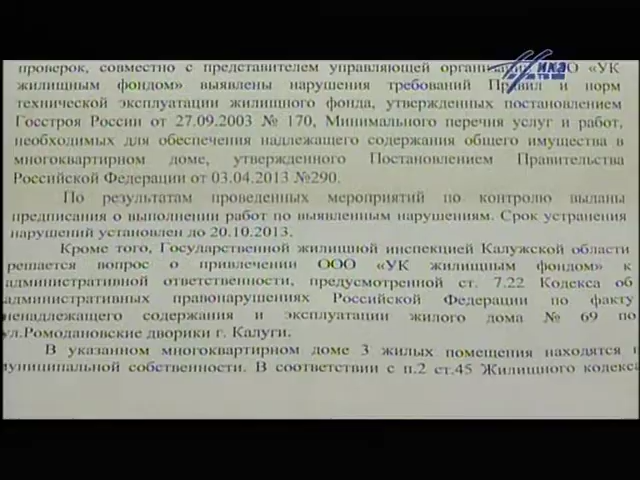 проверок, совместно с представителем управляющей организации ООО «УК
жилищным фондом» выявлены нарушения требований Правил и норм
технической эксплуатации жилищного фонда, утвержденных постановлением
Госстроя России от 27.09.2003 № 170, Минимального перечня услуг и работ,
необходимых для обеспечения надлежащего содержания общего имущества в
многоквартирном доме, утвержденного Постановлением Правительства
Российской Федерации от 03.04.2013 №290.
По результатам проведенных мероприятий по контролю выданы
предписания о выполнении работ по выявленным нарушениям. Срок устранения
нарушений установлен до 20.10.2013.
Кроме того, Государственной жилищной инспекцией Калужской области
решается вопрос о привлечении ООО «УК жилищным фондом» к
административной ответственности, предусмотренной ст. 7.22 Кодекса об
административных правонарушениях Российской Федерации по факту
ненадлежащего содержания и эксплуатации жилого дома № 69 по
ул.Ромодановские дворики г. Калуги.
В указанном многоквартирном доме 3 жилых помещения находятся
муниципальной собственности. В соответствии с п.2 ст.45 Жилищного кодекса